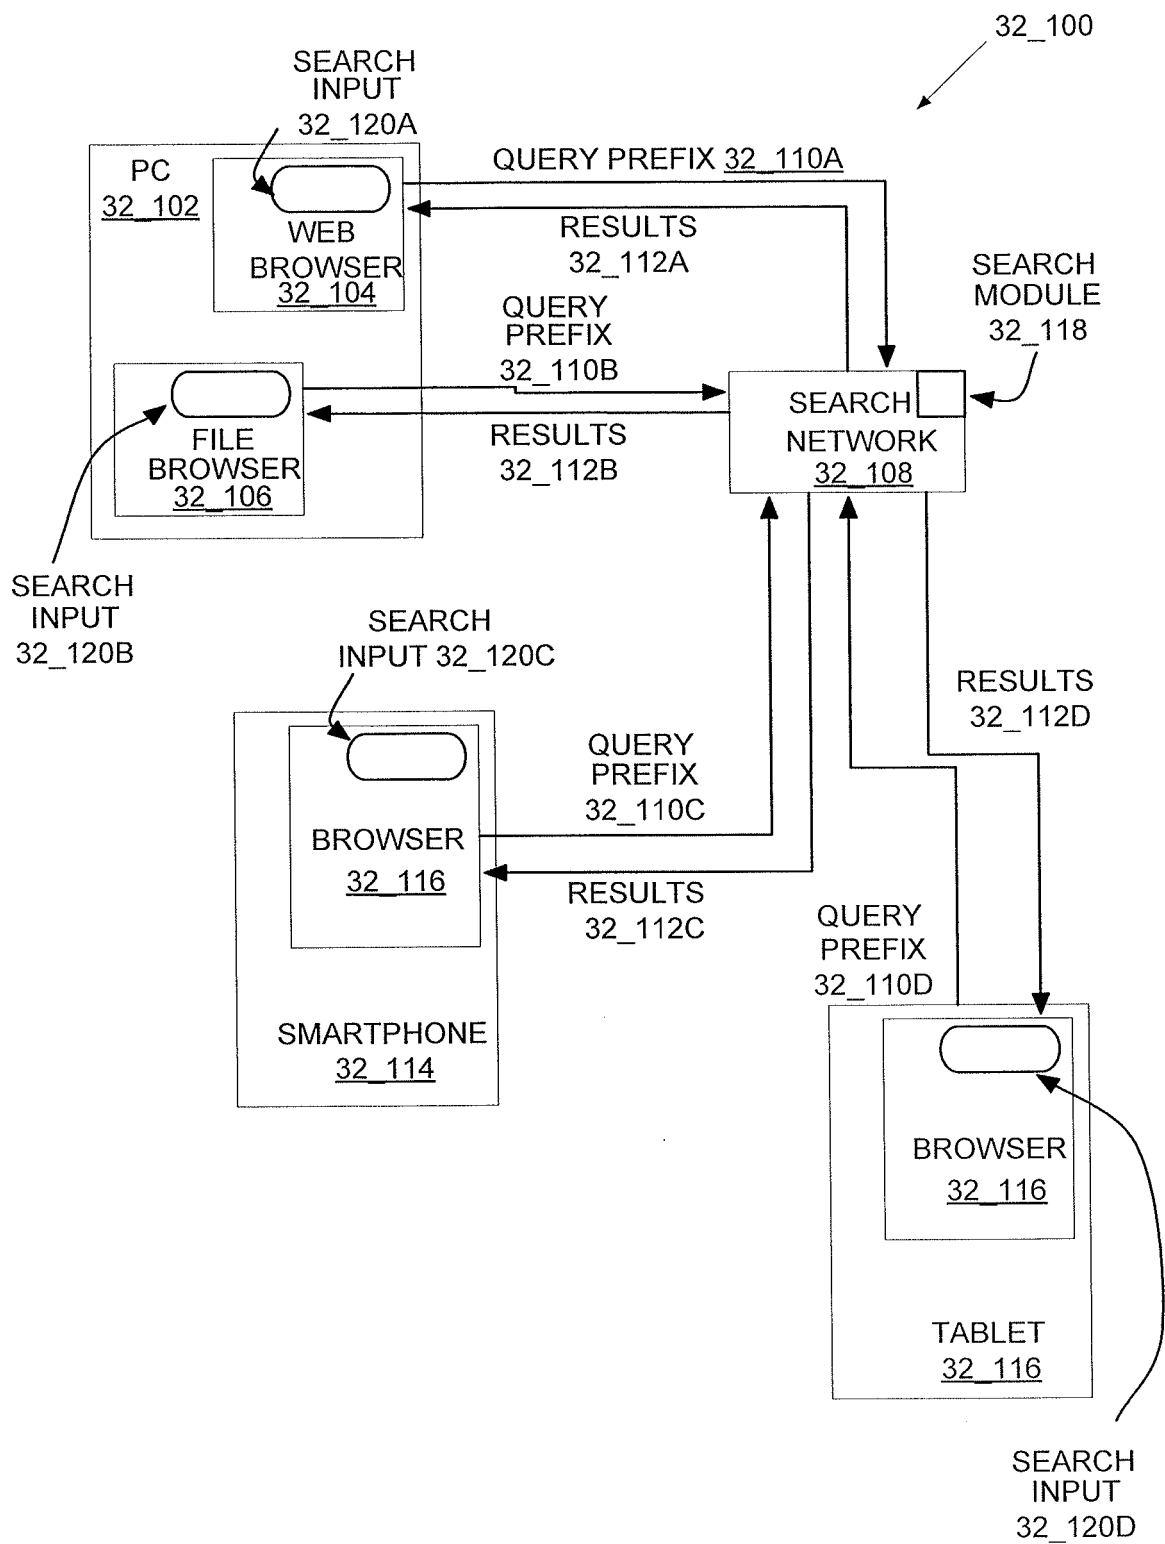 32_100
SEARCH
INPUT
32_120A
PC
32_102
WEB
BROWSER
32_104
QUERY PREFIX 32_110A
RESULTS
32_112A
SEARCH
MODULE
32_118
QUERY
PREFIX
32_110B
FILE
BROWSER
32_106
RESULTS
32_112B
SEARCH
NETWORK
32_108
SEARCH
INPUT
32_120B
SEARCH
INPUT 32_120C
RESULTS
32_112D
QUERY
PREFIX
32_110C
BROWSER
32_116
RESULTS
32_112C
SMARTPHONE
32_114
QUERY
PREFIX
32_110D
BROWSER
32_116
TABLET
32_116
SEARCH
INPUT
32_120D